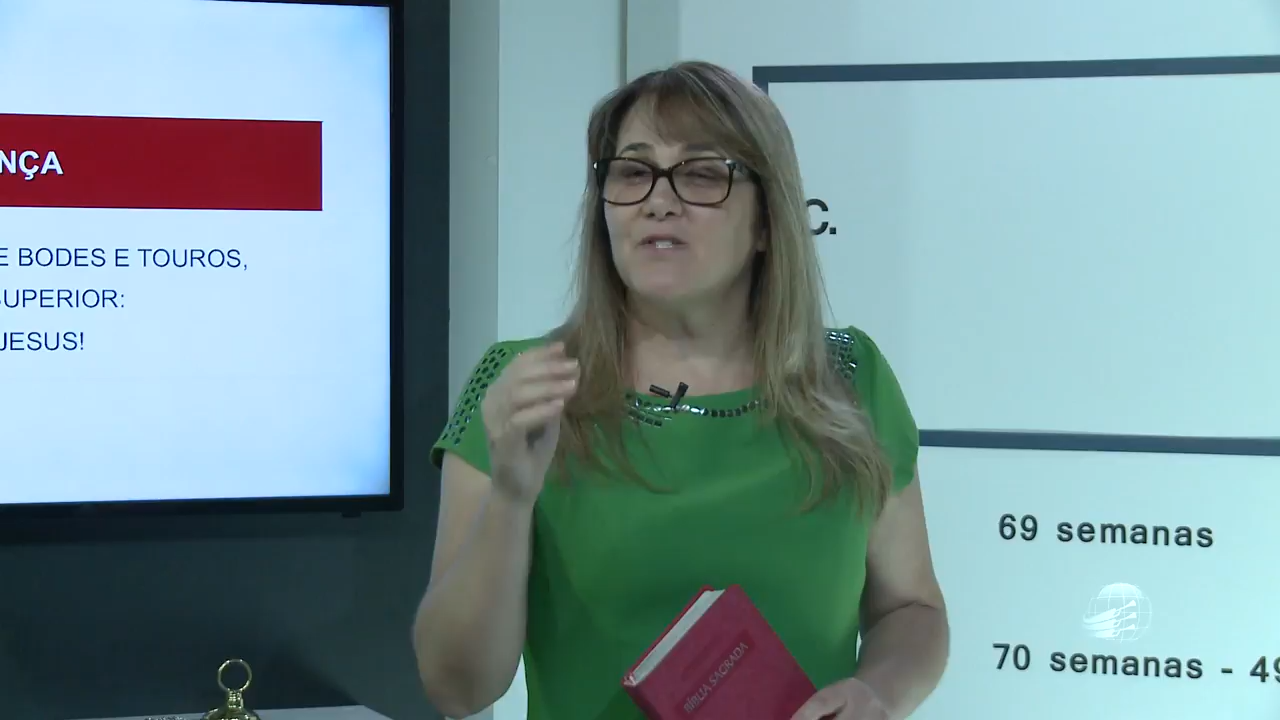 NÇA
E BODES E TOUROS,
SUPERIOR:
JESUS!
C.
69 semanas
70 semanas - 49
BÍBLIA SAGRADA